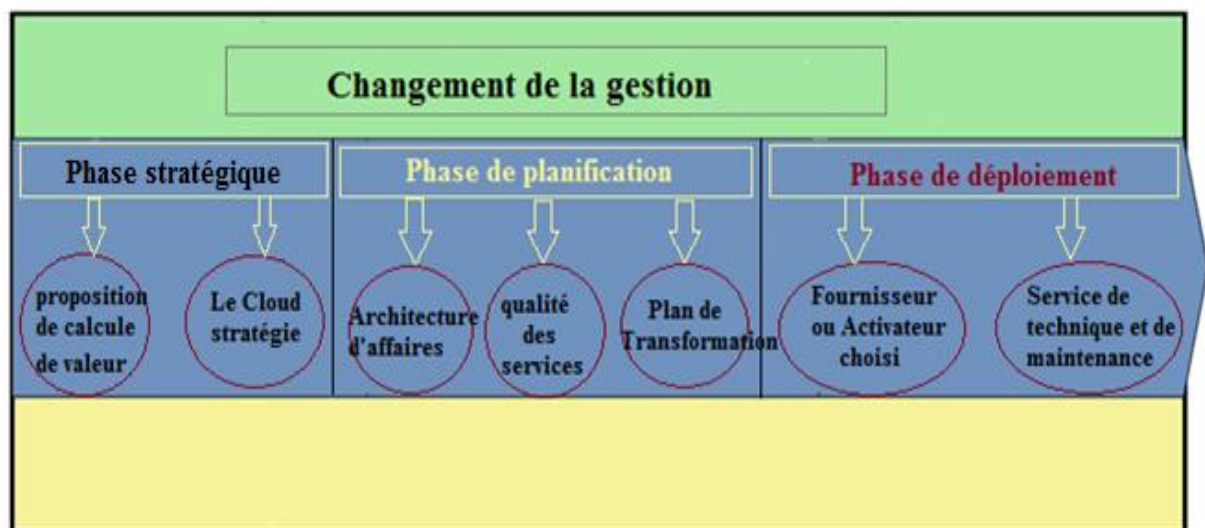 Changement de la gestion
Phase stratégique
Phase de planification
Phase de déploiement
proposition
de calcule
de valeur
Le Cloud
stratégie
Architecture
d'affaires
qualité
des
services
Plan de
Transformation
Fournisseur
ou Activateur
choisi
Service de
technique et de
maintenance